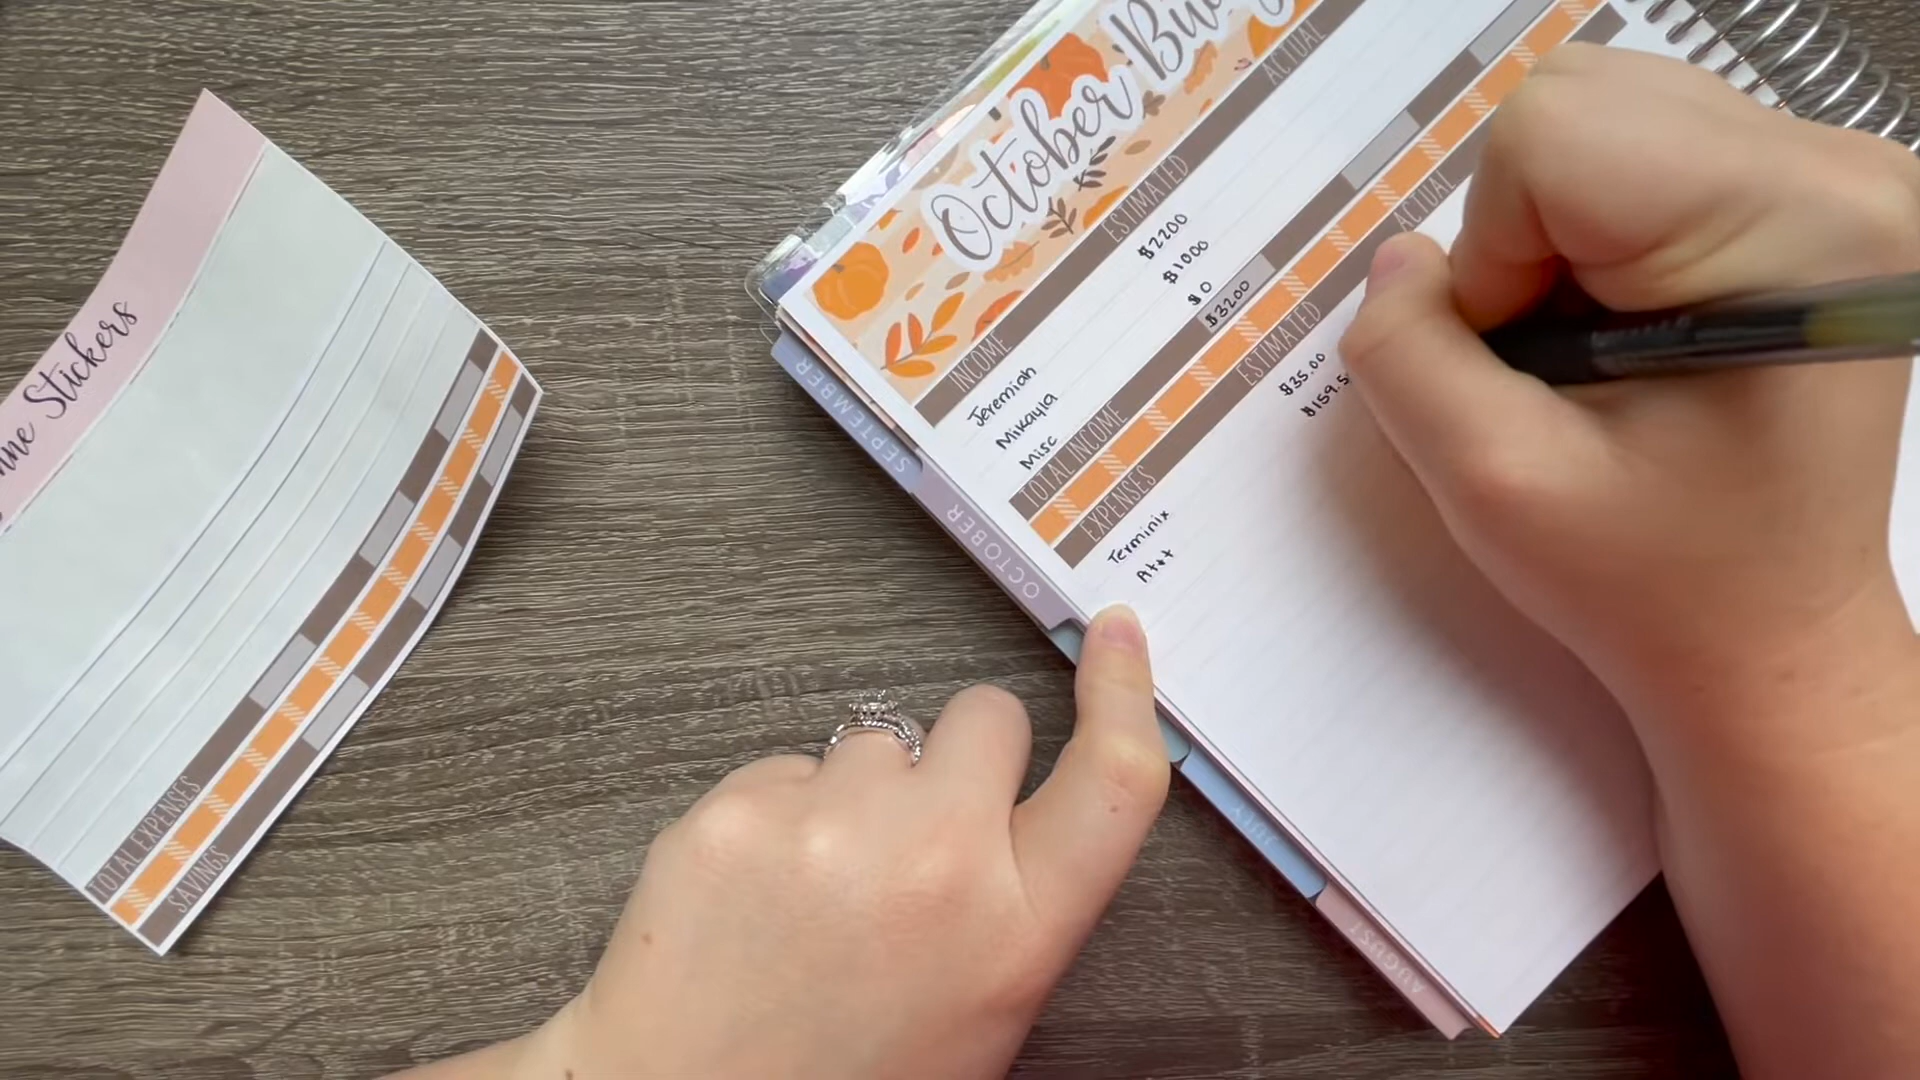 Stickers
TOTAL EXPENSES
SAVINGS
October
INCOME ESTIMATED ACTUAL
Jeremiah $2200
Mikayla $1000
Misc $0
TOTAL INCOME $3200
EXPENSES ESTIMATED ACTUAL
Terminix $35.00
At&t
SEPTEMBER
OCTOBER
JULY
AUGUST